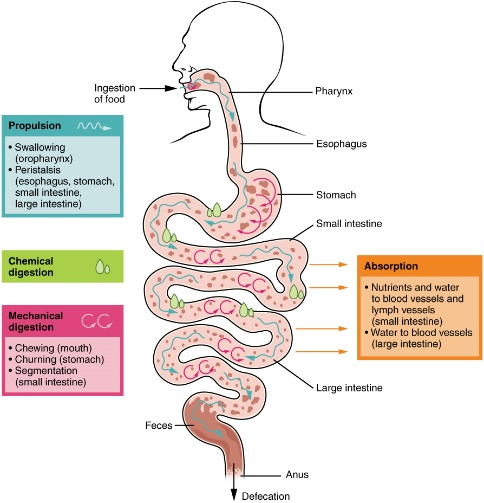 Ingestion
of food
Pharynx
Esophagus
Stomach
Small intestine
Large intestine
Feces
Anus
Defecation
Propulsion
• Swallowing
(oropharynx)
• Peristalsis
(esophagus, stomach,
small intestine,
large intestine)
Chemical
digestion
Mechanical
digestion
• Chewing (mouth)
• Churning (stomach)
• Segmentation
(small intestine)
Absorption
• Nutrients and water
to blood vessels and
lymph vessels
(small intestine)
• Water to blood vessels
(large intestine)